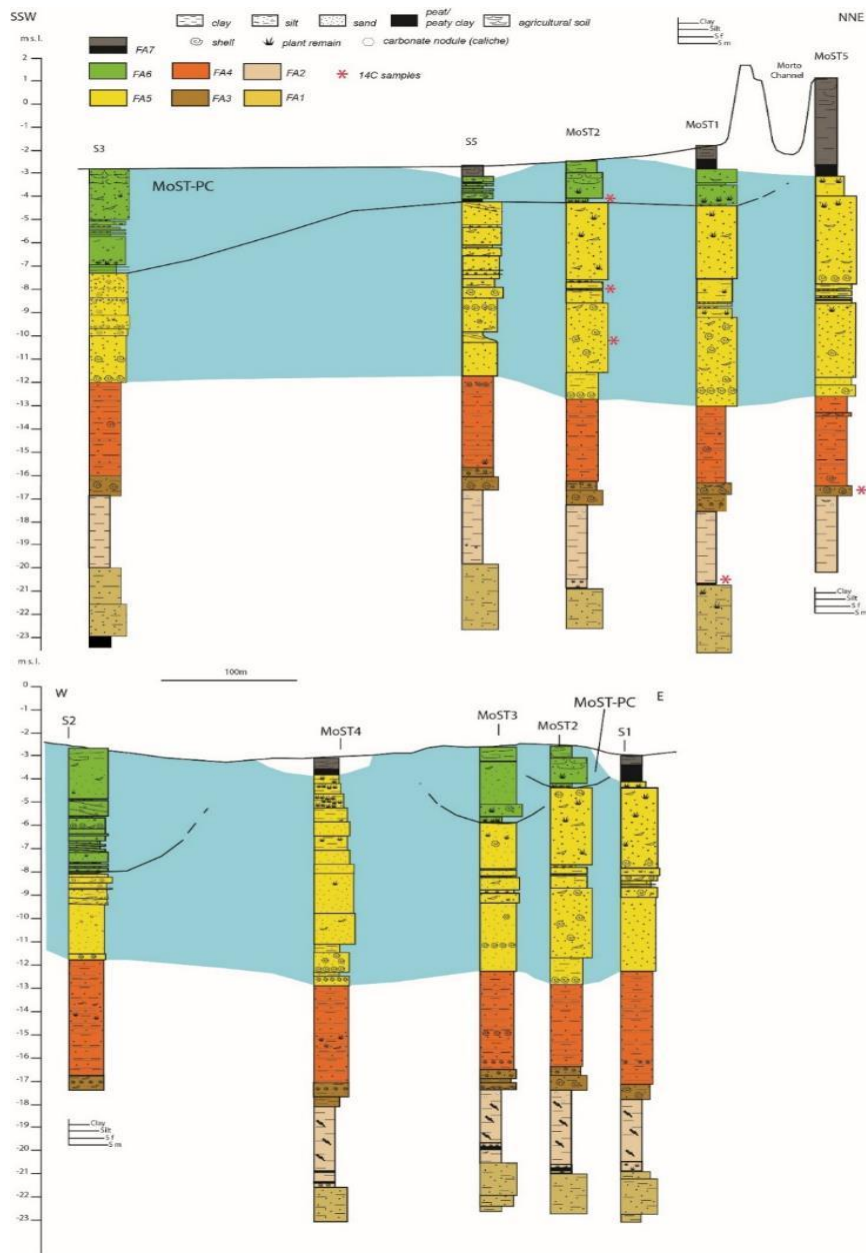 SSW
NNE
clay silt sand peat/ peaty clay agricultural soil
shell plant remain carbonate nodule (caliche)
14C samples
FA7
FA6 FA4 FA2
FA5 FA3 FA1
Clay
Silt
S f
S m
m s.l.
2
1
0
-1
-2
-3
-4
-5
-6
-7
-8
-9
-10
-11
-12
-13
-14
-15
-16
-17
-18
-19
-20
-21
-22
-23
S3
S5
MoST2
MoST1
Morto
Channel
MoST5
MoST-PC
Clay
Silt
S f
S m
m s.l.
0
-1
-2
-3
-4
-5
-6
-7
-8
-9
-10
-11
-12
-13
-14
-15
-16
-17
-18
-19
-20
-21
-22
-23
100m
W
E
S2
MoST4
MoST3
MoST2
MoST-PC
S1
Clay
Silt
S f
S m